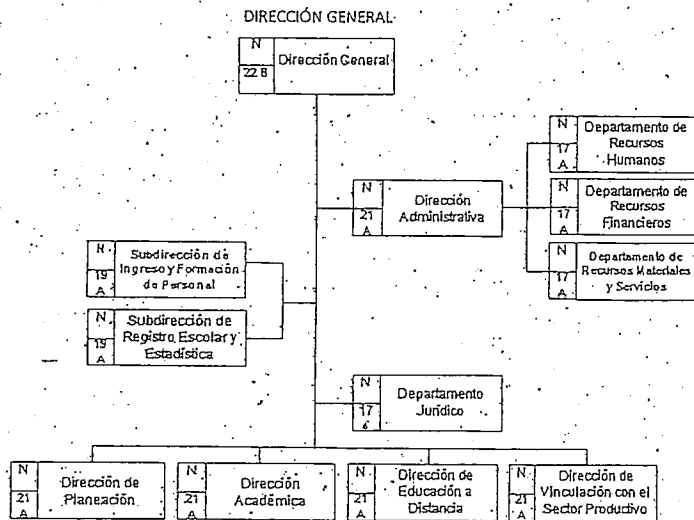 DIRECCIÓN GENERAL
N
22 B
Dirección General
N
17
A
Departamento de
Recursos
Humanos
N
21
A
Dirección
Administrativa
N
17
A
Departamento de
Recursos
Financieros
N
17
A
Departamento de
Recursos Materiales
y Servicios
N
19
A
Subdirección de
Ingreso y Formación
de Personal
N
19
A
Subdirección de
Registro Escolar y
Estadística
N
17
Departamento
Jurídico
N
21
A
Dirección de
Planeación
N
21
A
Dirección
Académica
N
21
A
Dirección de
Educación a
Distancia
N
21
A
Dirección de
Vinculación con el
Sector Productivo